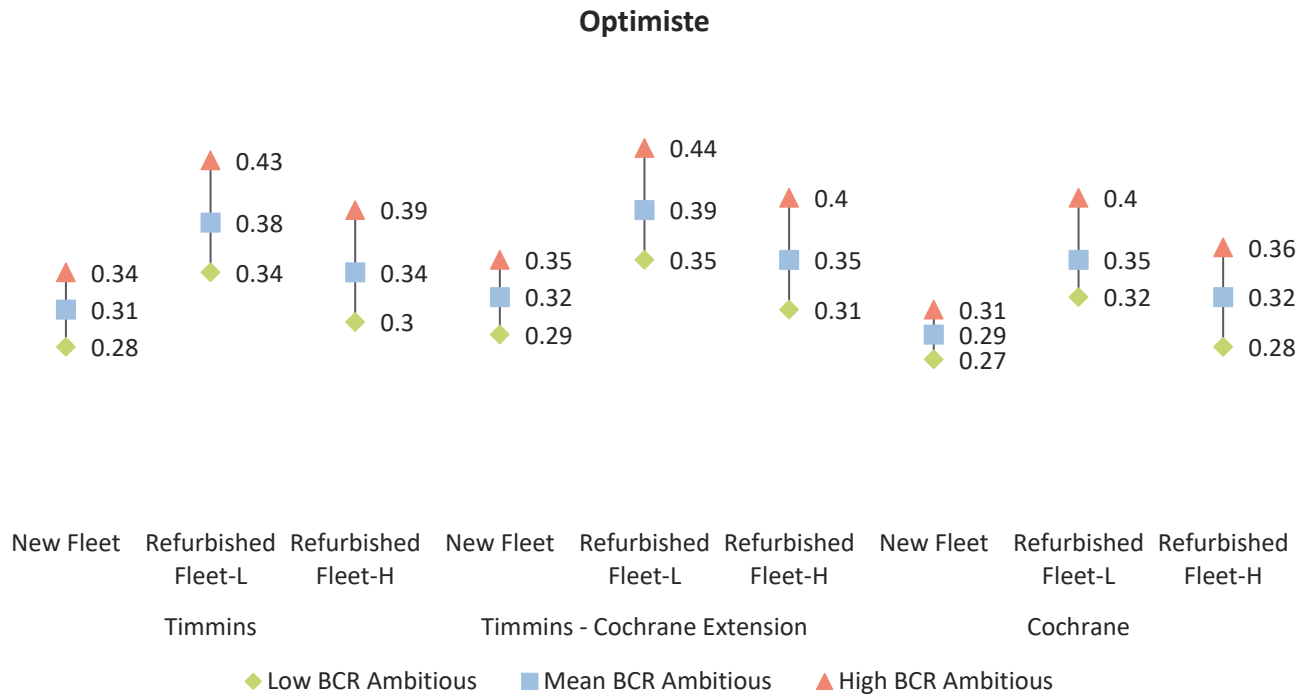 Optimiste
0.43
0.38
0.34
0.34
0.31
0.28
0.39
0.34
0.3
0.35
0.32
0.29
0.44
0.39
0.35
0.4
0.35
0.31
0.31
0.29
0.27
0.4
0.35
0.32
0.36
0.32
0.28
New Fleet
Refurbished
Fleet-L
Refurbished
Fleet-H
New Fleet
Refurbished
Fleet-L
Refurbished
Fleet-H
New Fleet
Refurbished
Fleet-L
Refurbished
Fleet-H
Timmins
Timmins - Cochrane Extension
Cochrane
Low BCR Ambitious
Mean BCR Ambitious
High BCR Ambitious